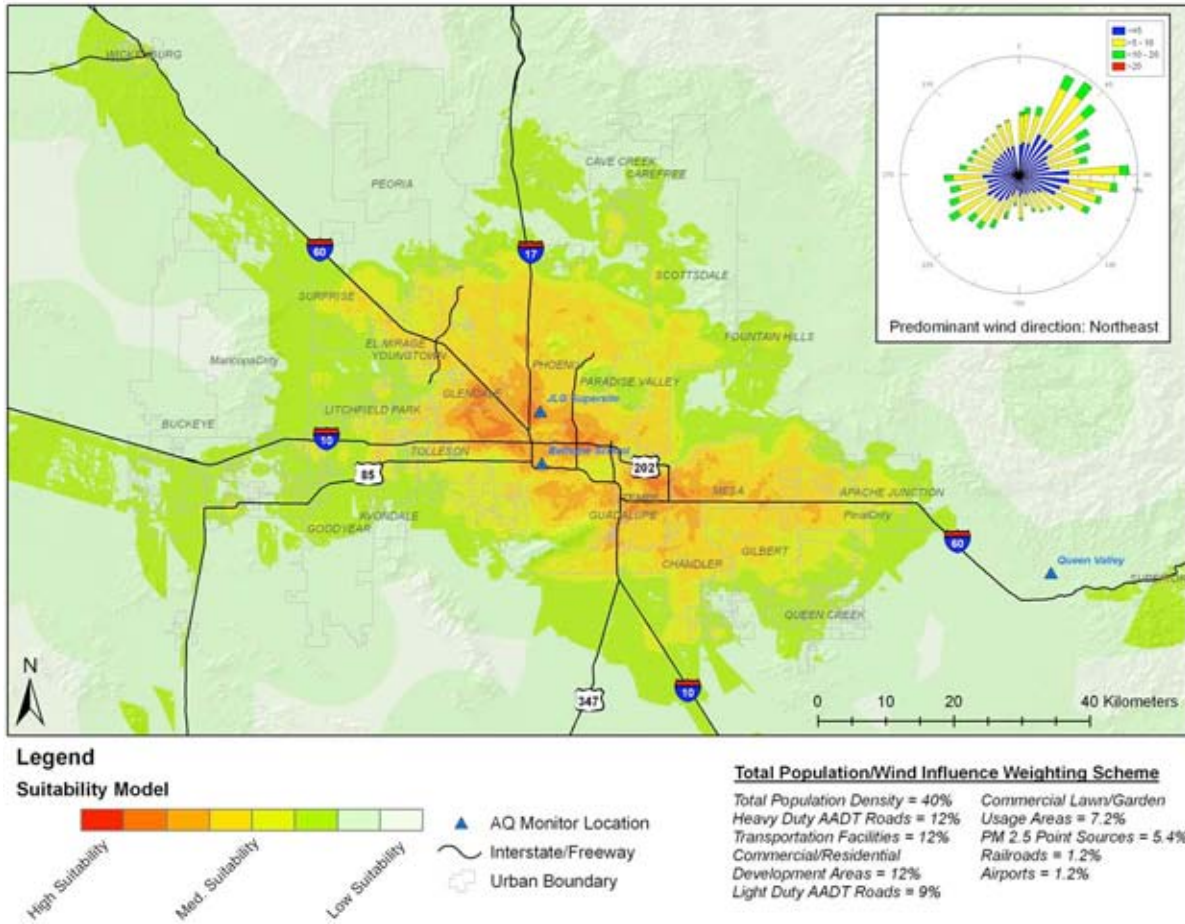 WICKENBURG
CAVE CREEK
CAREFREE
PEORIA
60
17
SCOTTSDALE
SURPRISE
FOUNTAIN HILLS
EL MIRAGE
YOUNGTOWN
PHOENIX
MaricopaCnty
PARADISE VALLEY
GLENDALE
JLG Supersite
LITCHFIELD PARK
BUCKEYE
10
TOLLESON
202
85
MESA
APACHE JUNCTION
TEMPE
AVONDALE
GUADALUPE
PinalCnty
GOODYEAR
60
GILBERT
CHANDLER
Queen Valley
QUEEN CREEK
347
10
N
0 10 20 40 Kilometers
Predominant wind direction: Northeast
Legend
Suitability Model
High Suitability
Med. Suitability
Low Suitability
AQ Monitor Location
Interstate/Freeway
Urban Boundary
Total Population/Wind Influence Weighting Scheme
Total Population Density = 40%
Heavy Duty AADT Roads = 12%
Transportation Facilities = 12%
Commercial/Residential
Development Areas = 12%
Light Duty AADT Roads = 9%
Commercial Lawn/Garden
Usage Areas = 7.2%
PM 2.5 Point Sources = 5.4%
Railroads = 1.2%
Airports = 1.2%